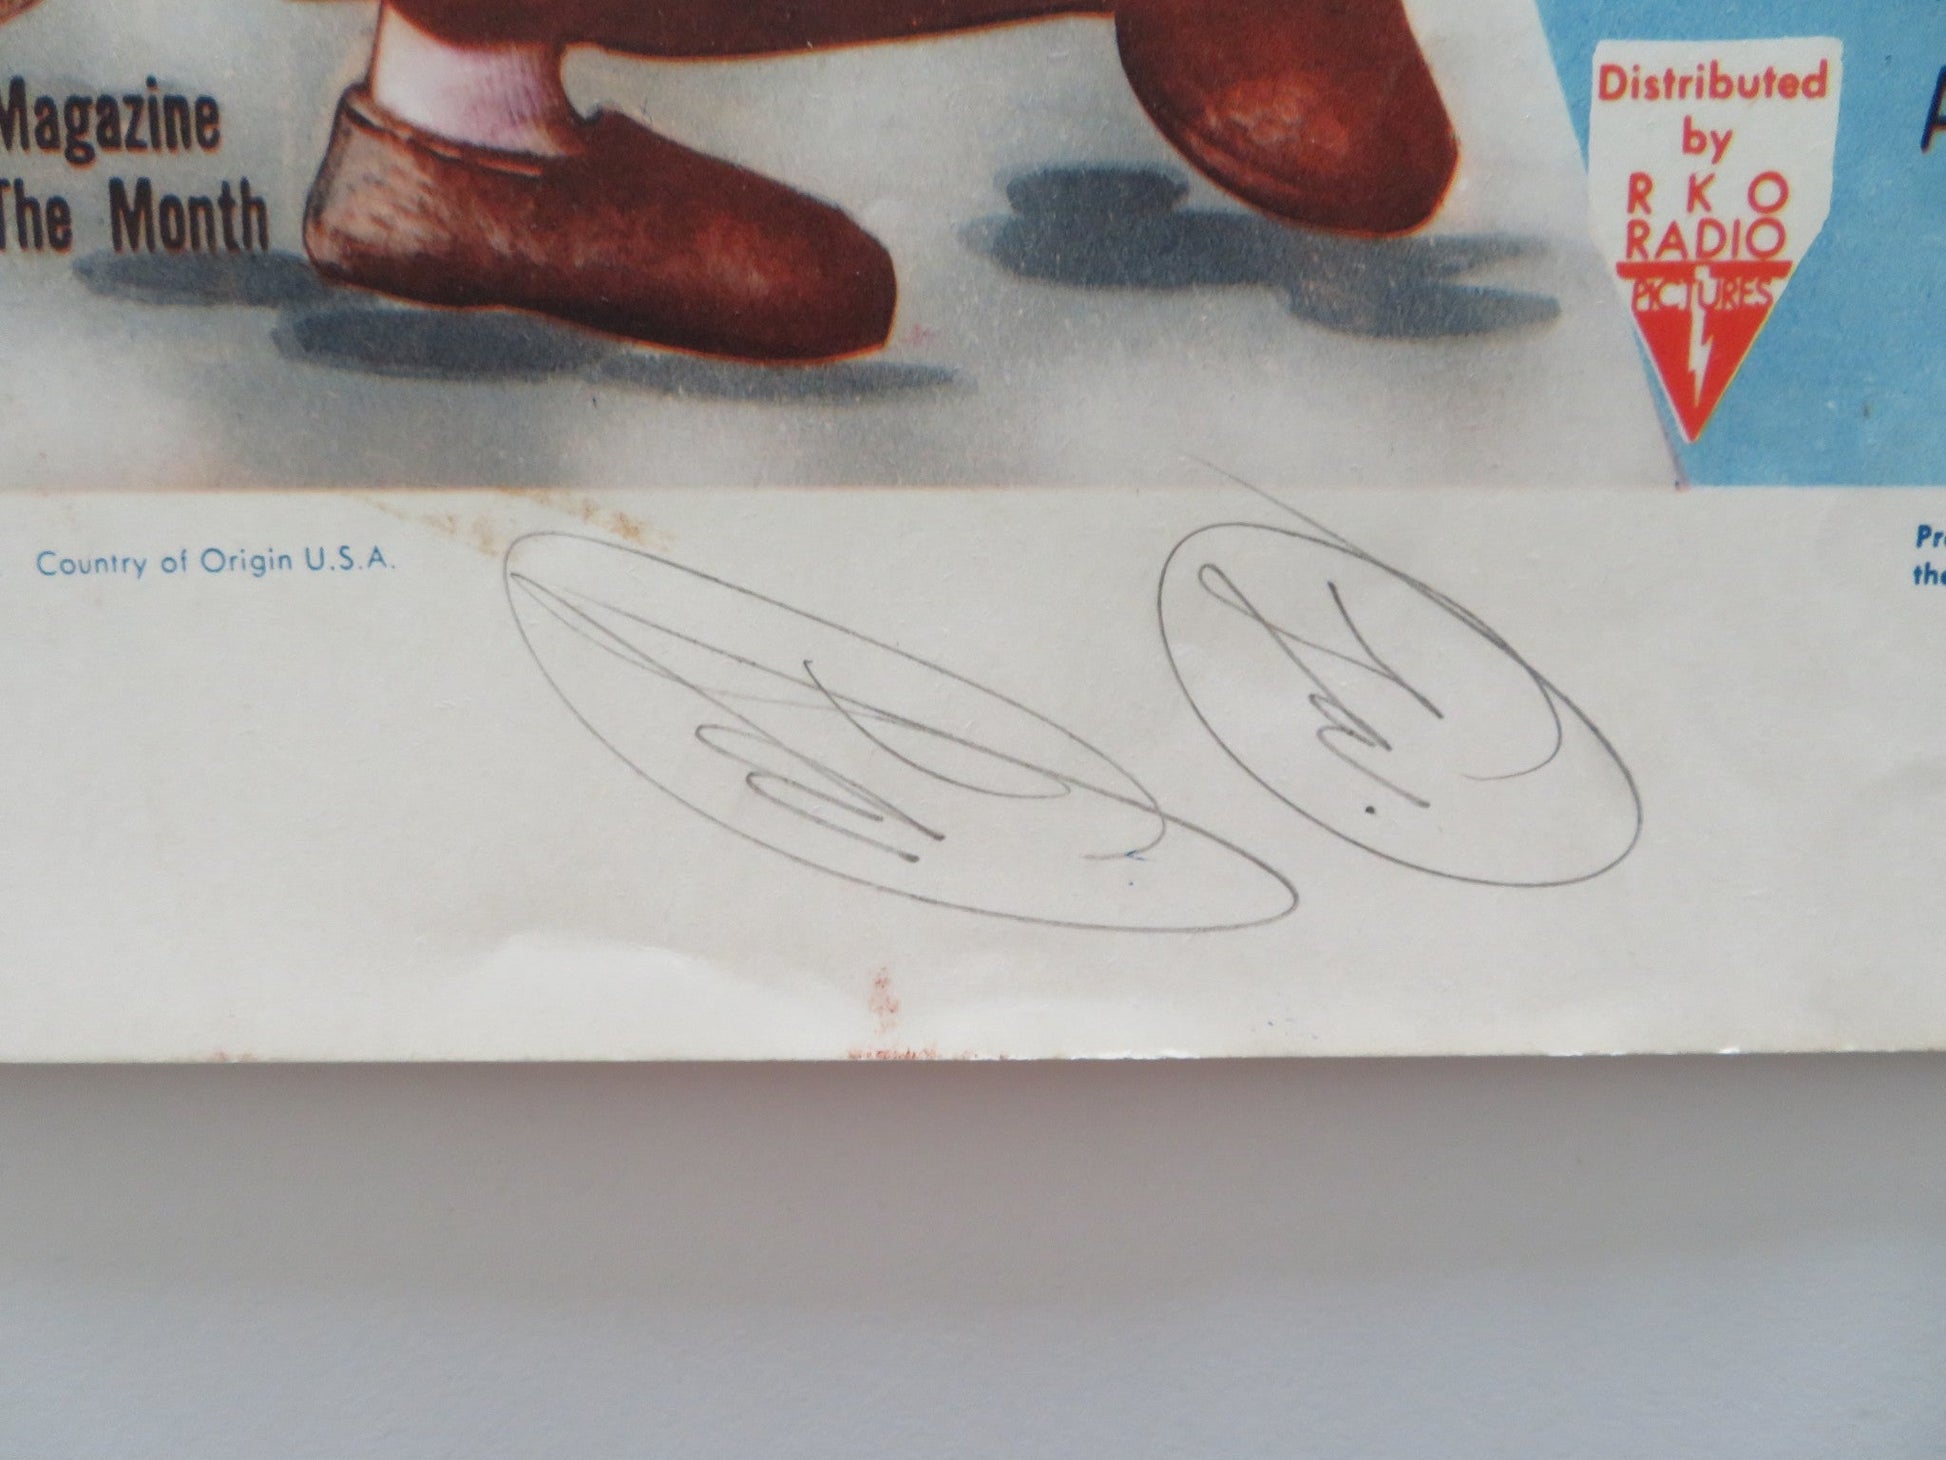 Magazine
The Month
Distributed
by
RKO
RADIO
PICTURES
Country of Origin U.S.A.